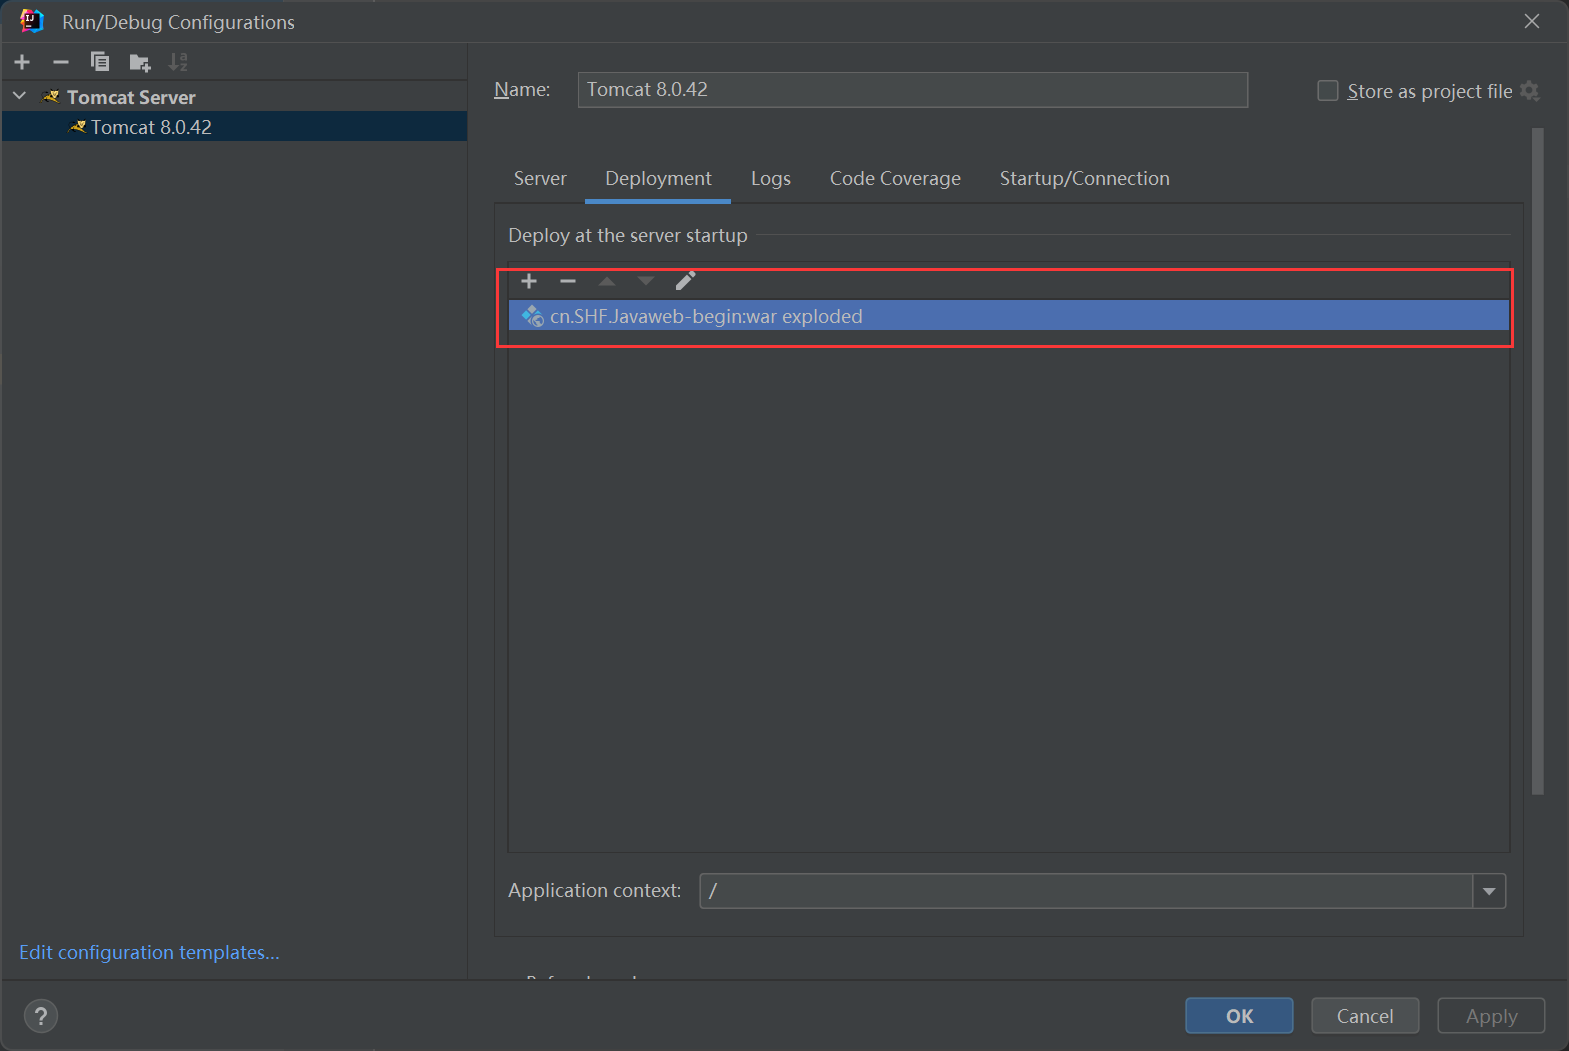 Run/Debug Configurations
Name: Tomcat 8.0.42
Store as project file
Tomcat Server
Tomcat 8.0.42
Server Deployment Logs Code Coverage Startup/Connection
Deploy at the server startup
cn.SHF.Javaweb-begin:war exploded
Application context: /
Edit configuration templates...
? OK Cancel Apply